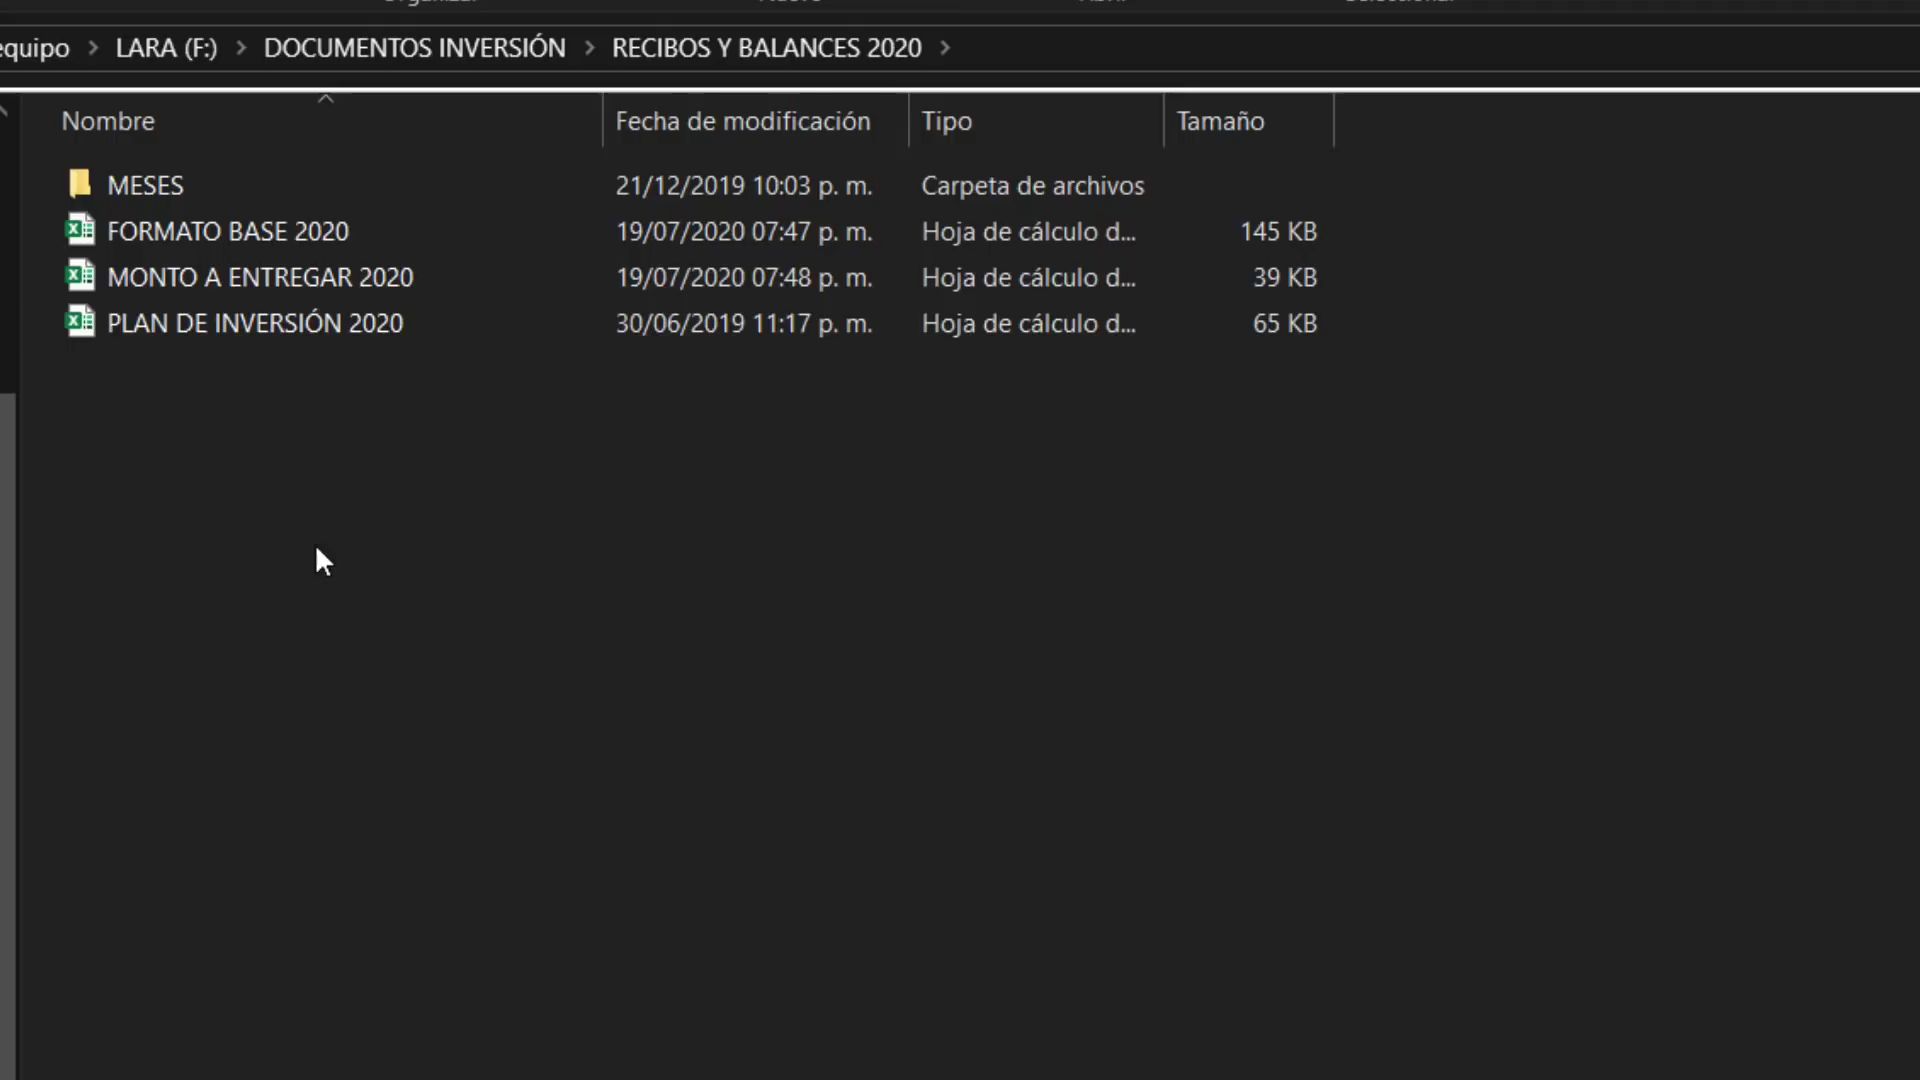 equipo > LARA (F:) > DOCUMENTOS INVERSIÓN > RECIBOS Y BALANCES 2020 >
Nombre Fecha de modificación Tipo Tamaño
MESES 21/12/2019 10:03 p. m. Carpeta de archivos
FORMATO BASE 2020 19/07/2020 07:47 p. m. Hoja de cálculo d... 145 KB
MONTO A ENTREGAR 2020 19/07/2020 07:48 p. m. Hoja de cálculo d... 39 KB
PLAN DE INVERSIÓN 2020 30/06/2019 11:17 p. m. Hoja de cálculo d... 65 KB